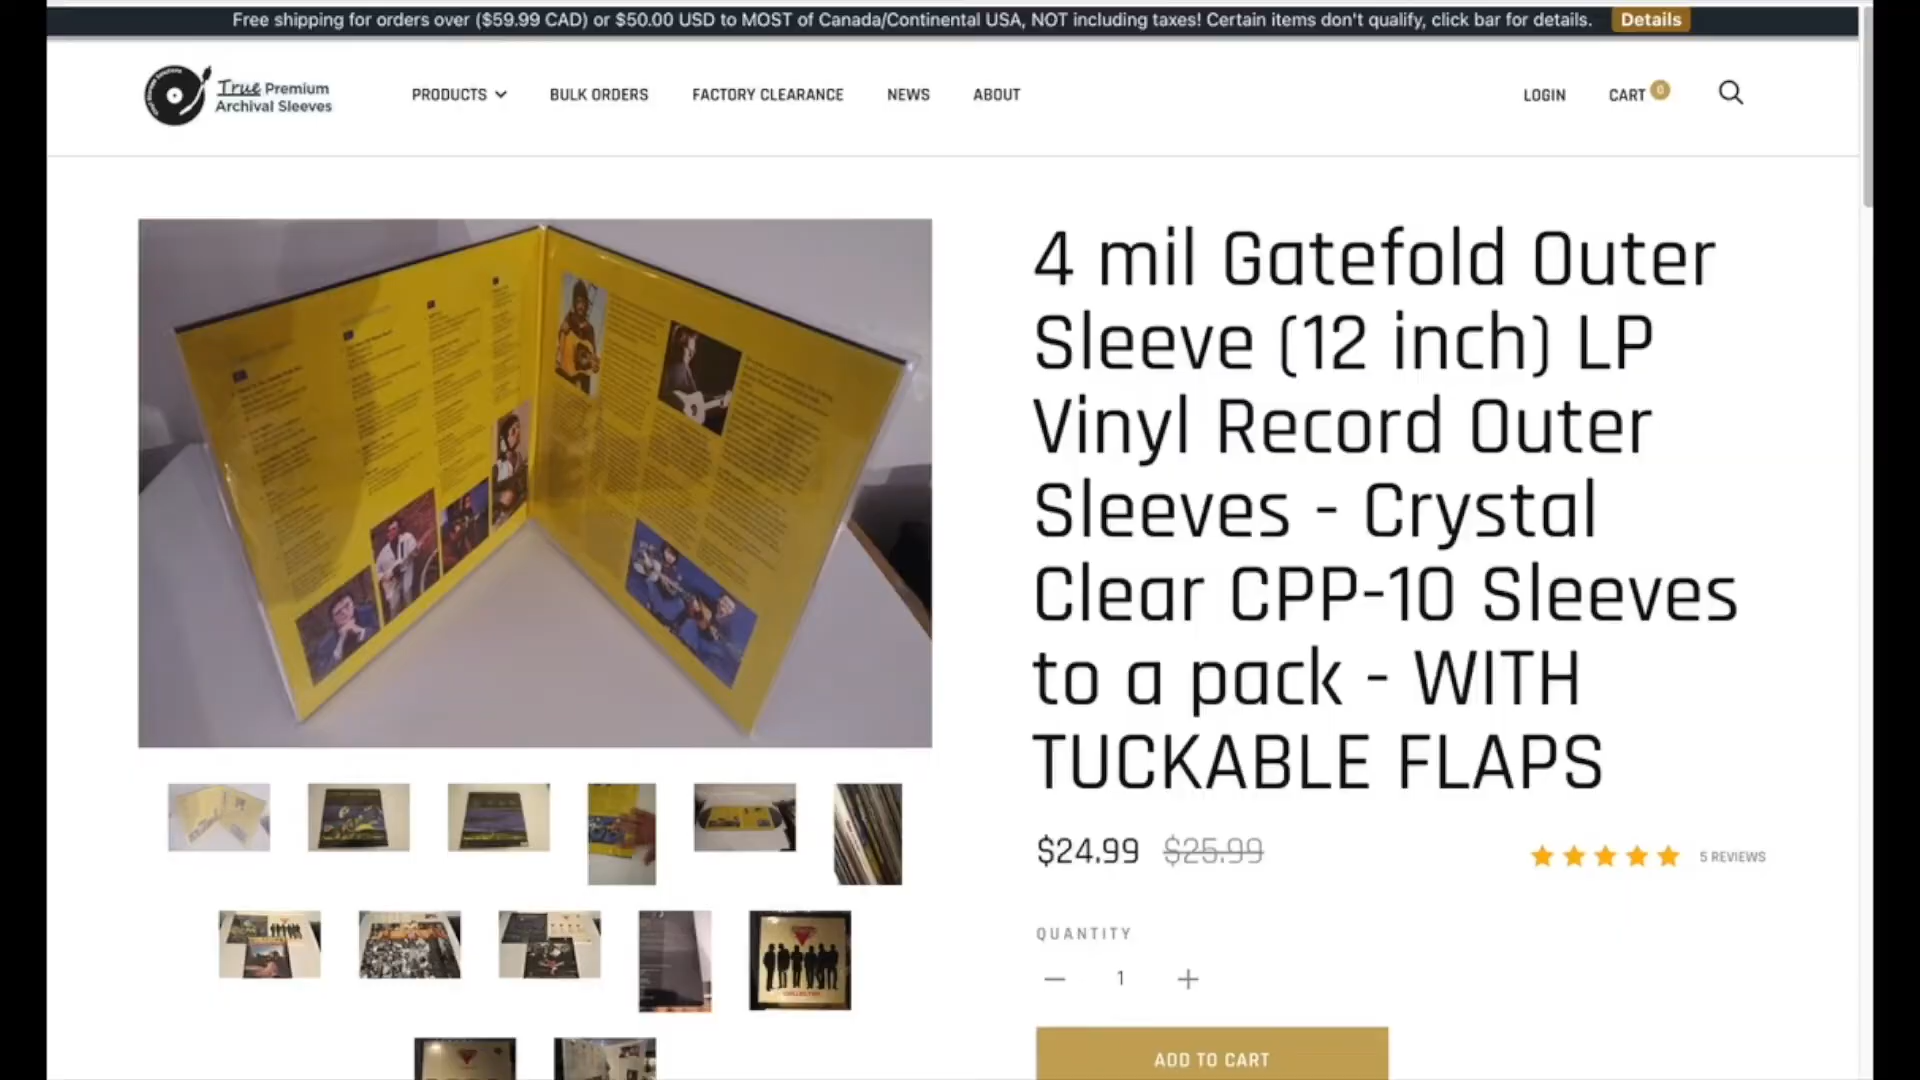 Free shipping for orders over ($59.99 CAD) or $50.00 USD to MOST of Canada/Continental USA, NOT including taxes! Certain items don't qualify, click bar for details. Details
True Premium
Archival Sleeves
PRODUCTS BULK ORDERS FACTORY CLEARANCE NEWS ABOUT LOGIN CART 0
4 mil Gatefold Outer
Sleeve (12 inch) LP
Vinyl Record Outer
Sleeves - Crystal
Clear CPP-10 Sleeves
to a pack - WITH
TUCKABLE FLAPS
$24.99 $25.99 5 REVIEWS
QUANTITY
— 1 +
ADD TO CART